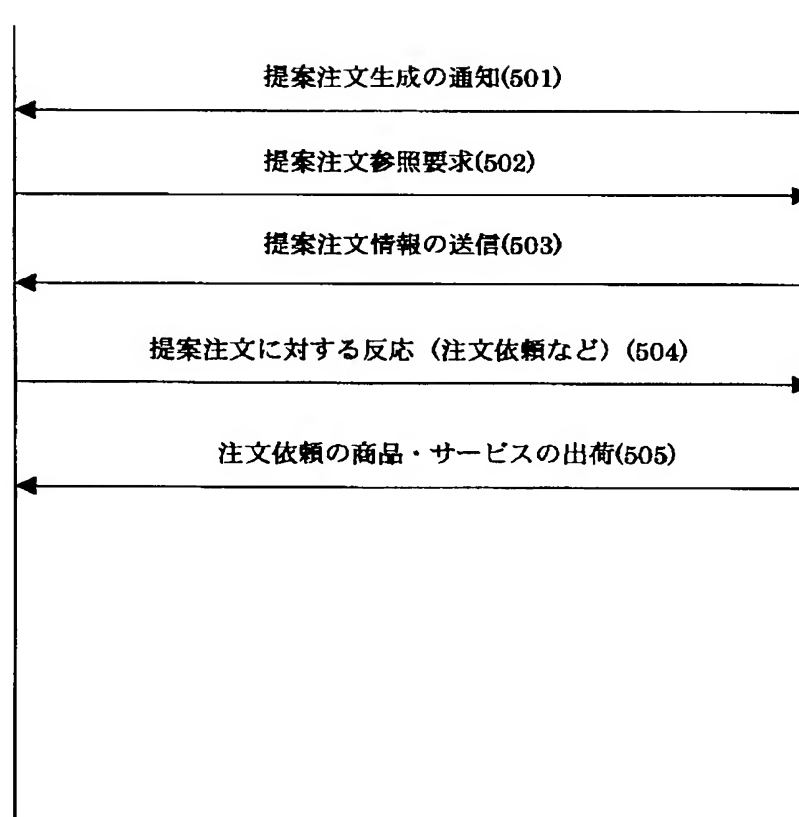 提案注文生成の通知(501)
提案注文参照要求(502)
提案注文情報の送信(503)
提案注文に対する反応（注文依頼など）(504)
注文依頼の商品・サービスの出荷(505)